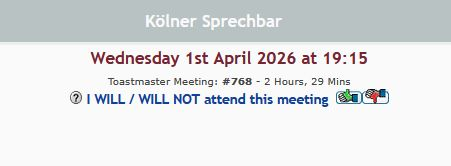 Kölner Sprechbar
Wednesday 1st April 2026 at 19:15
Toastmaster Meeting: #768 - 2 Hours, 29 Mins
? I WILL / WILL NOT attend this meeting